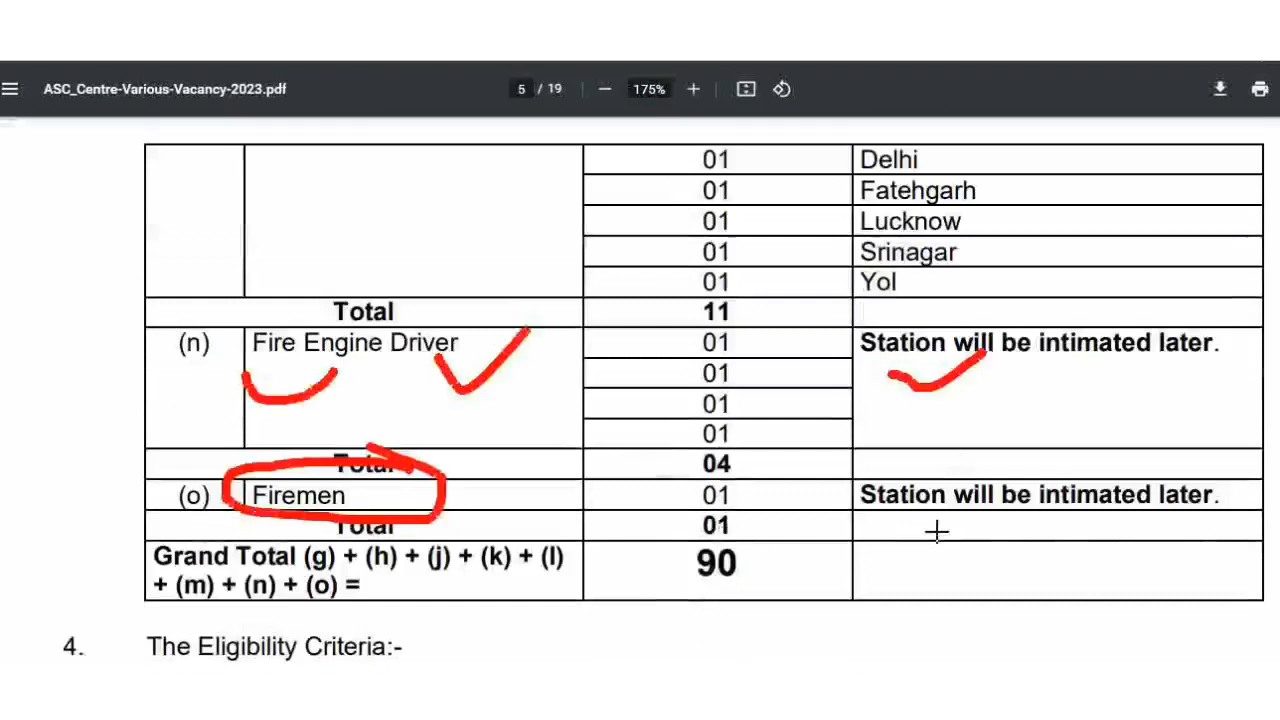 ASC_Centre-Various-Vacancy-2023.pdf 5 / 19 175%
01 Delhi
01 Fatehgarh
01 Lucknow
01 Srinagar
01 Yol
Total 11
(n) Fire Engine Driver 01 Station will be intimated later.
01
01
01
Total 04
(o) Firemen 01 Station will be intimated later.
Total 01
Grand Total (g) + (h) + (j) + (k) + (l) 90
+ (m) + (n) + (o) =
4. The Eligibility Criteria:-